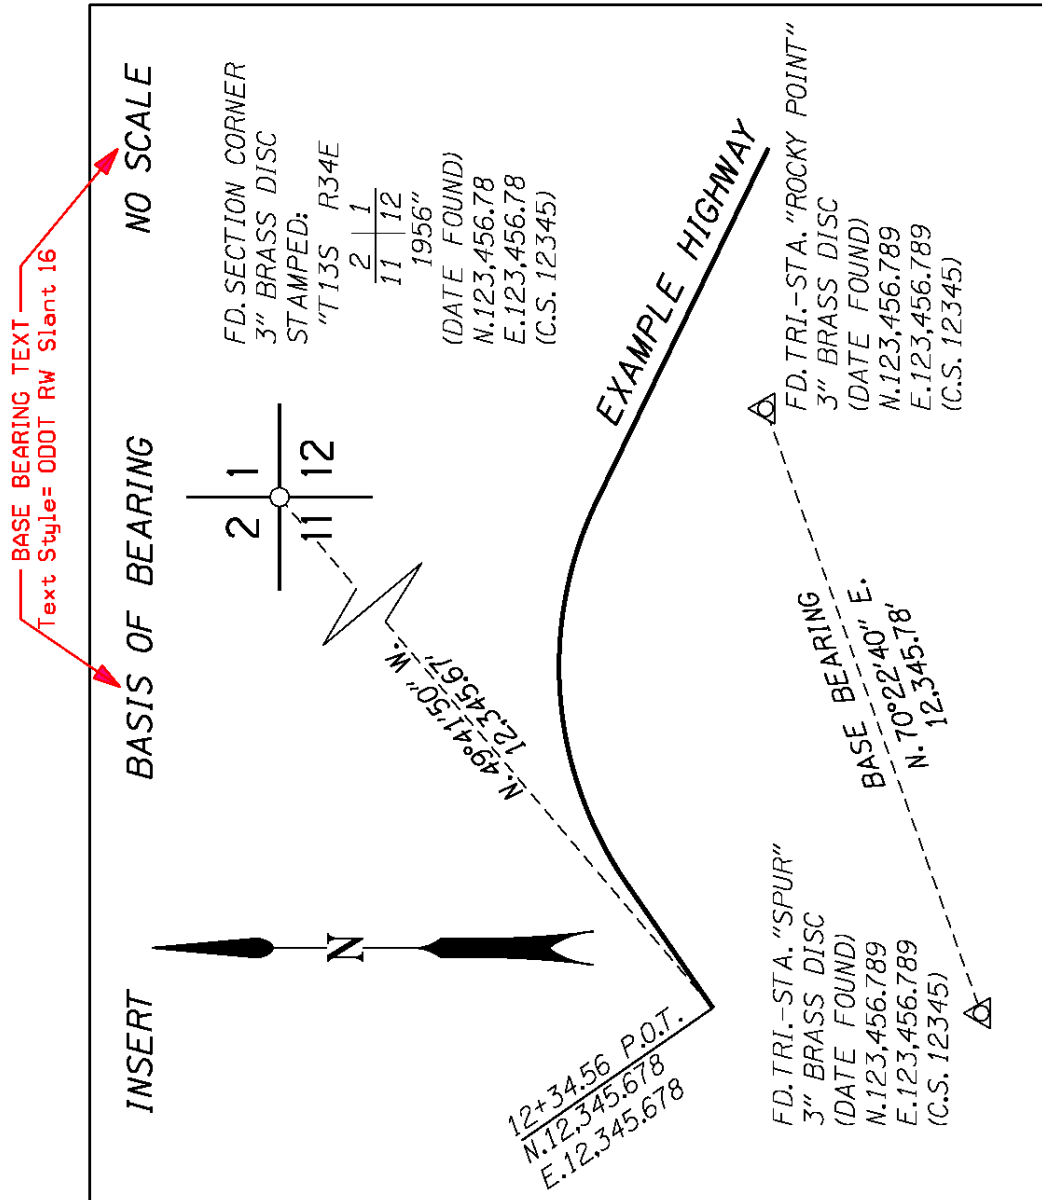 BASE BEARING TEXT
Text Style= ODOT RW Slant 16
INSERT
BASIS OF BEARING
NO SCALE
FD. SECTION CORNER
3" BRASS DISC
STAMPED:
"T13S R34E
2 1
11 12
1956"
(DATE FOUND)
N.123,456.78
E.123,456.78
(C.S. 12345)
2 1
11 12
N
N. 49°41'50" W.
12,345.67'
EXAMPLE HIGHWAY
12+34.56 P.O.T.
N.12,345.678
E.12,345.678
FD. TRI.-STA. "SPUR"
3" BRASS DISC
(DATE FOUND)
N.123,456.789
E.123,456.789
(C.S. 12345)
BASE BEARING
N. 70°22'40" E.
12,345.78'
FD. TRI.-STA. "ROCKY POINT"
3" BRASS DISC
(DATE FOUND)
N.123,456.789
E.123,456.789
(C.S. 12345)